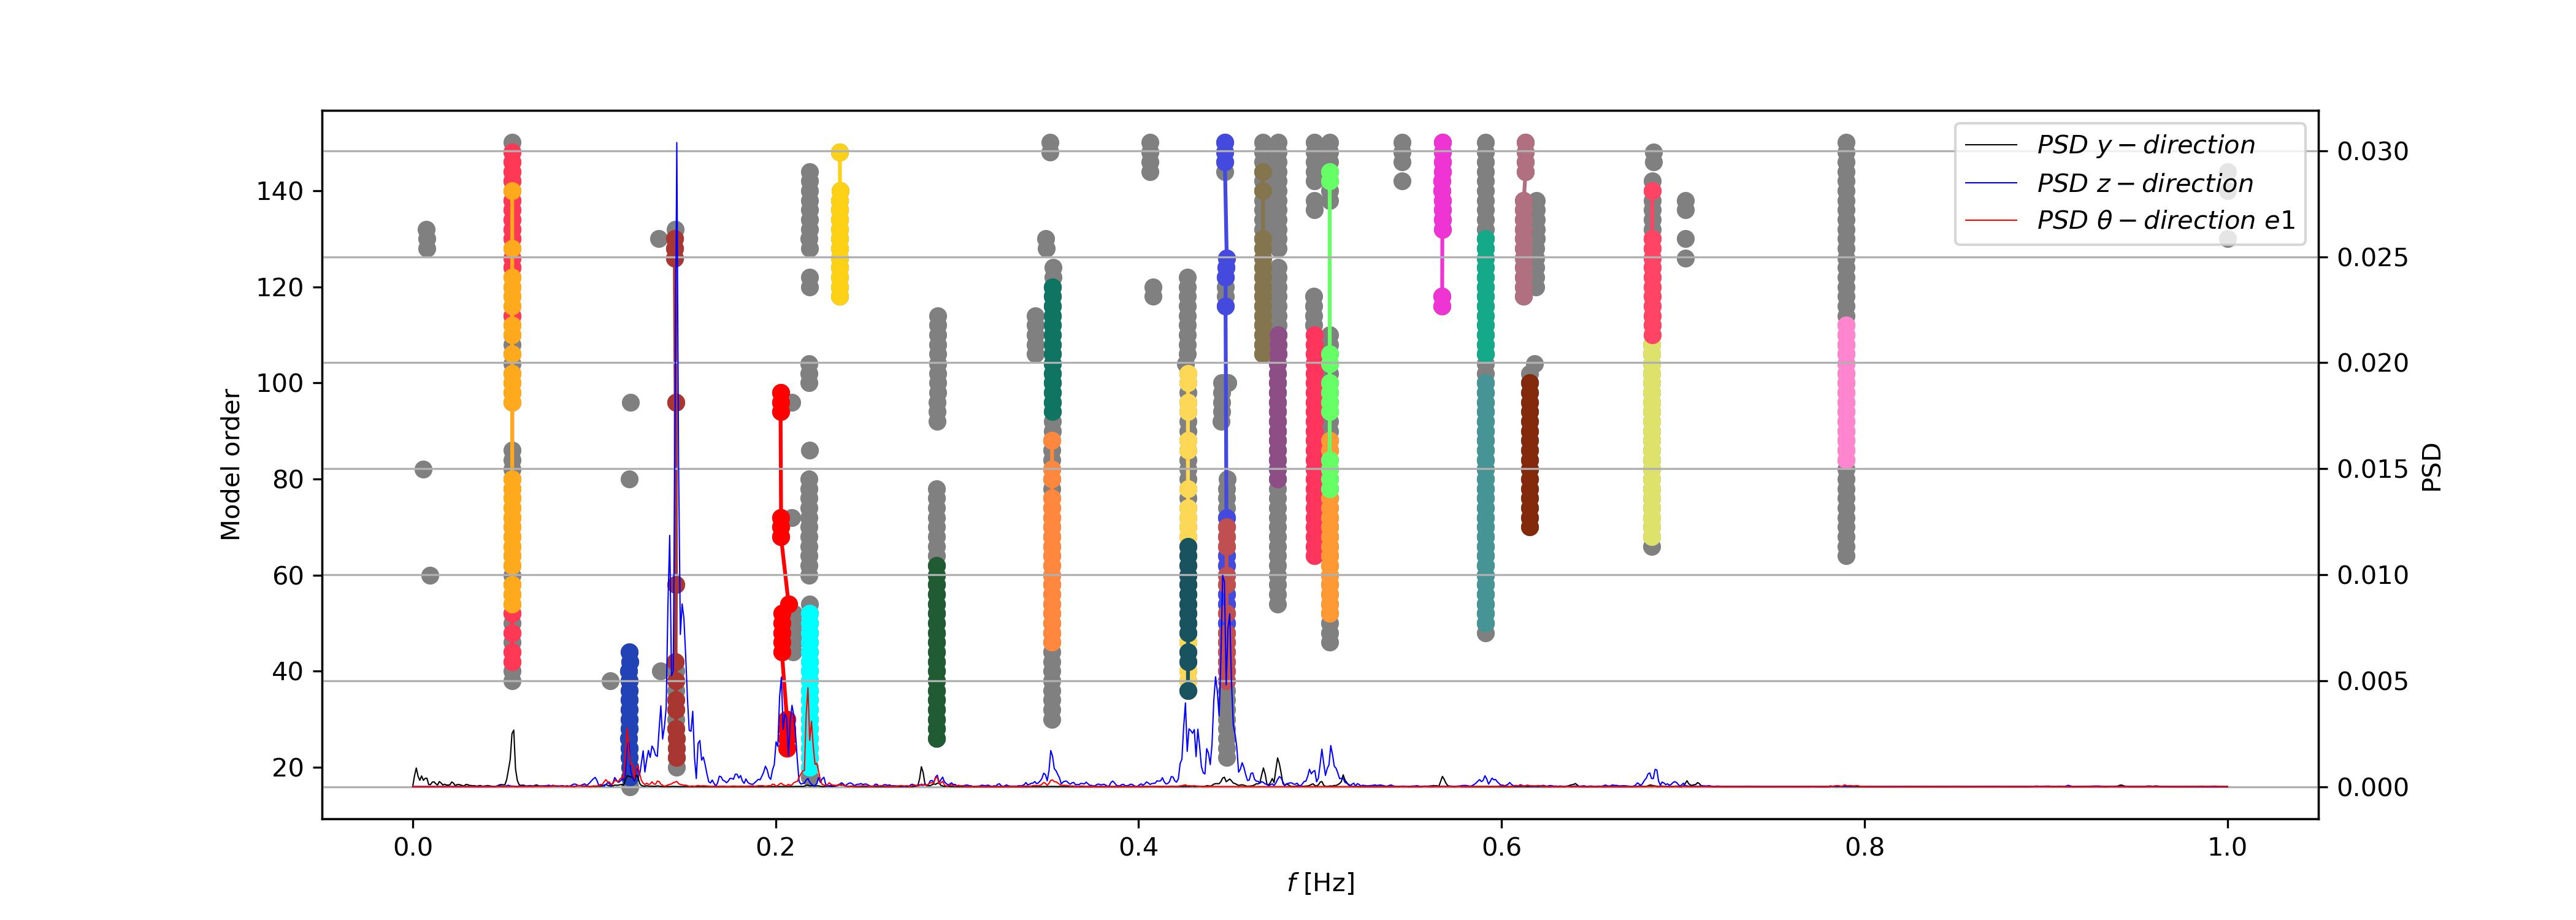 PSD y − direction
PSD z − direction
PSD θ − direction e1
Model order
140
120
100
80
60
40
20
0.030
0.025
0.020
0.015
0.010
0.005
0.000
PSD
0.0 0.2 0.4 0.6 0.8 1.0
f [Hz]